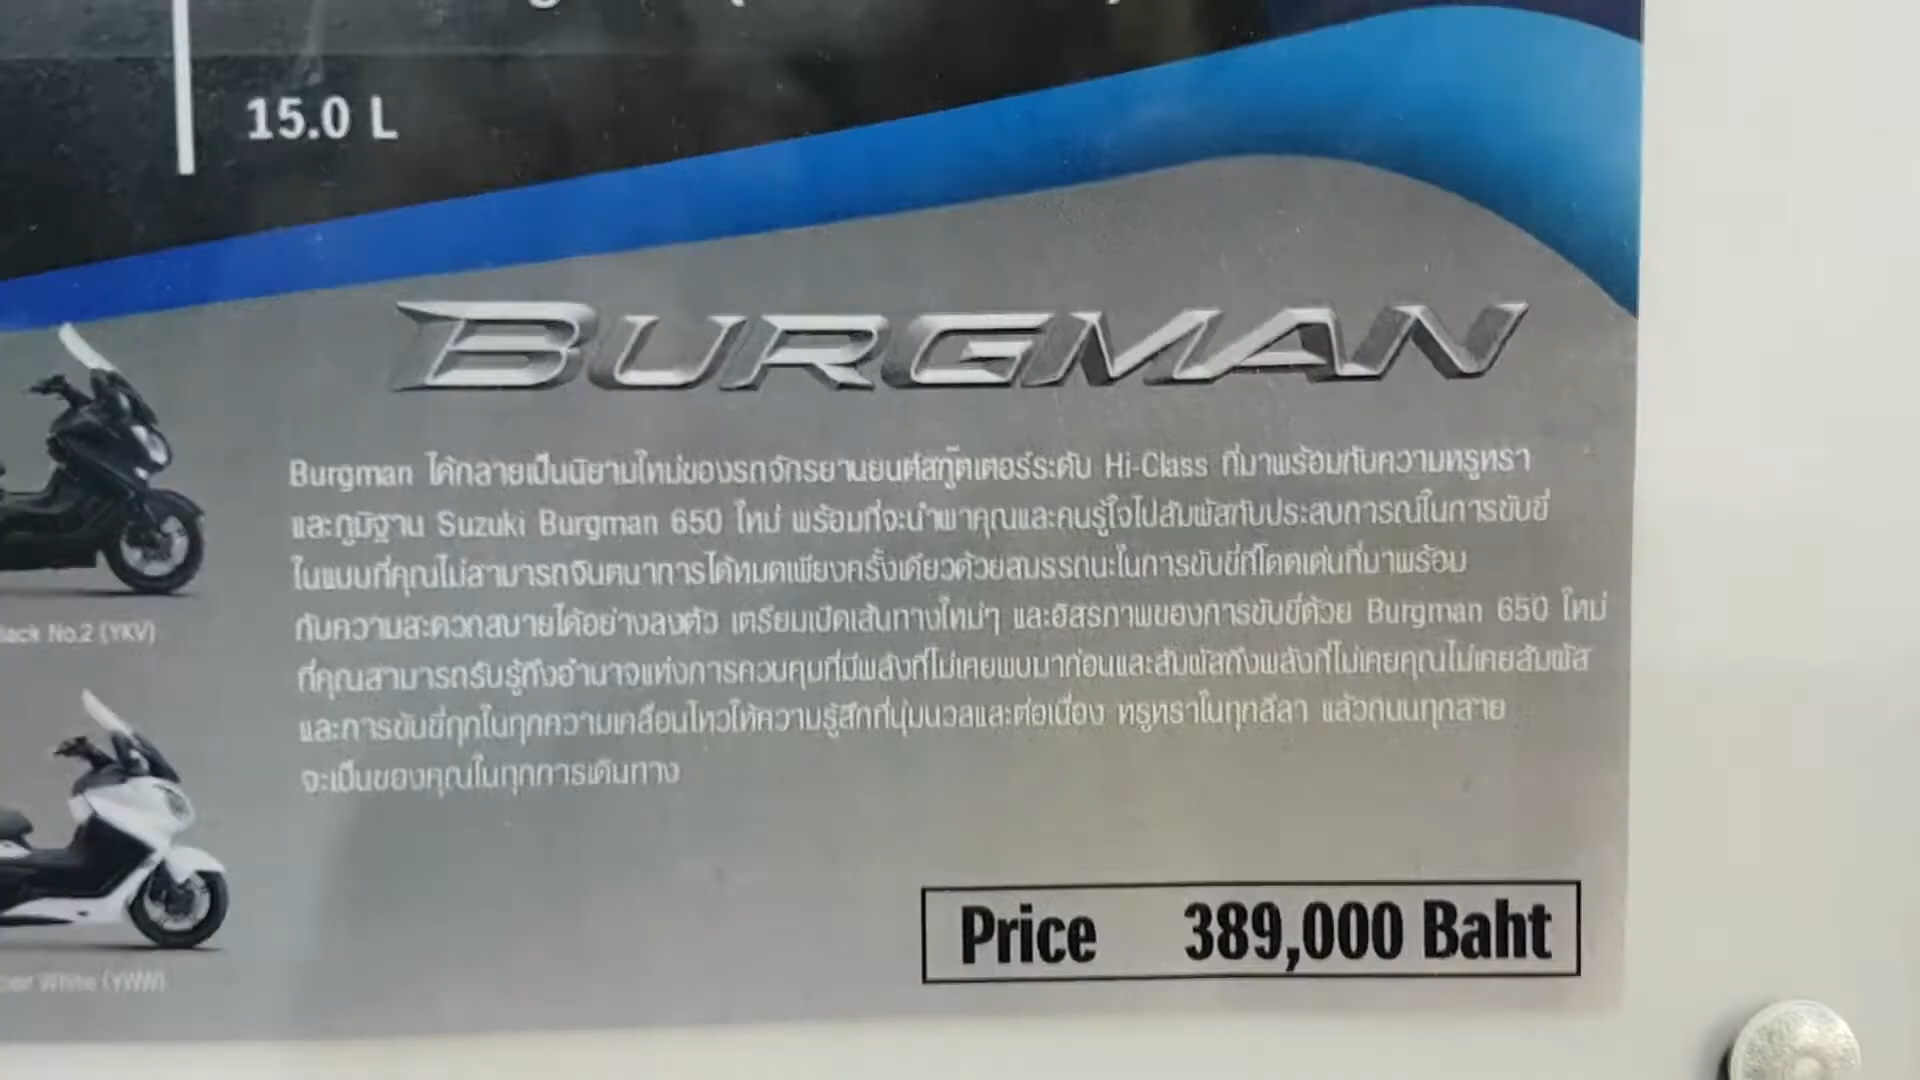 15.0 L
BURGMAN
Burgman ได้กลายเป็นนิยามใหม่ของรถจักรยานยนต์สกู๊ตเตอร์ระดับ Hi-Class ที่มาพร้อมกับความหรูหรา
และภูมิฐาน Suzuki Burgman 650 ใหม่ พร้อมที่จะนำพาคุณและคนรู้ใจไปสัมผัสกับประสบการณ์ในการขับขี่
ในแบบที่คุณไม่สามารถจินตนาการได้หมดเพียงครั้งเดียวด้วยสมรรถนะในการขับขี่ที่โดดเด่นที่มาพร้อม
กับความสะดวกสบายได้อย่างลงตัว เตรียมเปิดเส้นทางใหม่ๆ และอิสรภาพของการขับขี่ด้วย Burgman 650 ใหม่
ที่คุณสามารถรับรู้ถึงอำนาจแห่งการควบคุมที่มีพลังที่ไม่เคยพบมาก่อนและสัมผัสถึงพลังที่ไม่เคยคุณไม่เคยสัมผัส
และการขับขี่ทุกในทุกความเคลื่อนไหวให้ความรู้สึกที่นุ่มนวลและต่อเนื่อง หรูหราในทุกลีลา แล้วถนนทุกสาย
จะเป็นของคุณในทุกการเดินทาง
No.2 (YKV)
White (YWW)
Price 389,000 Baht